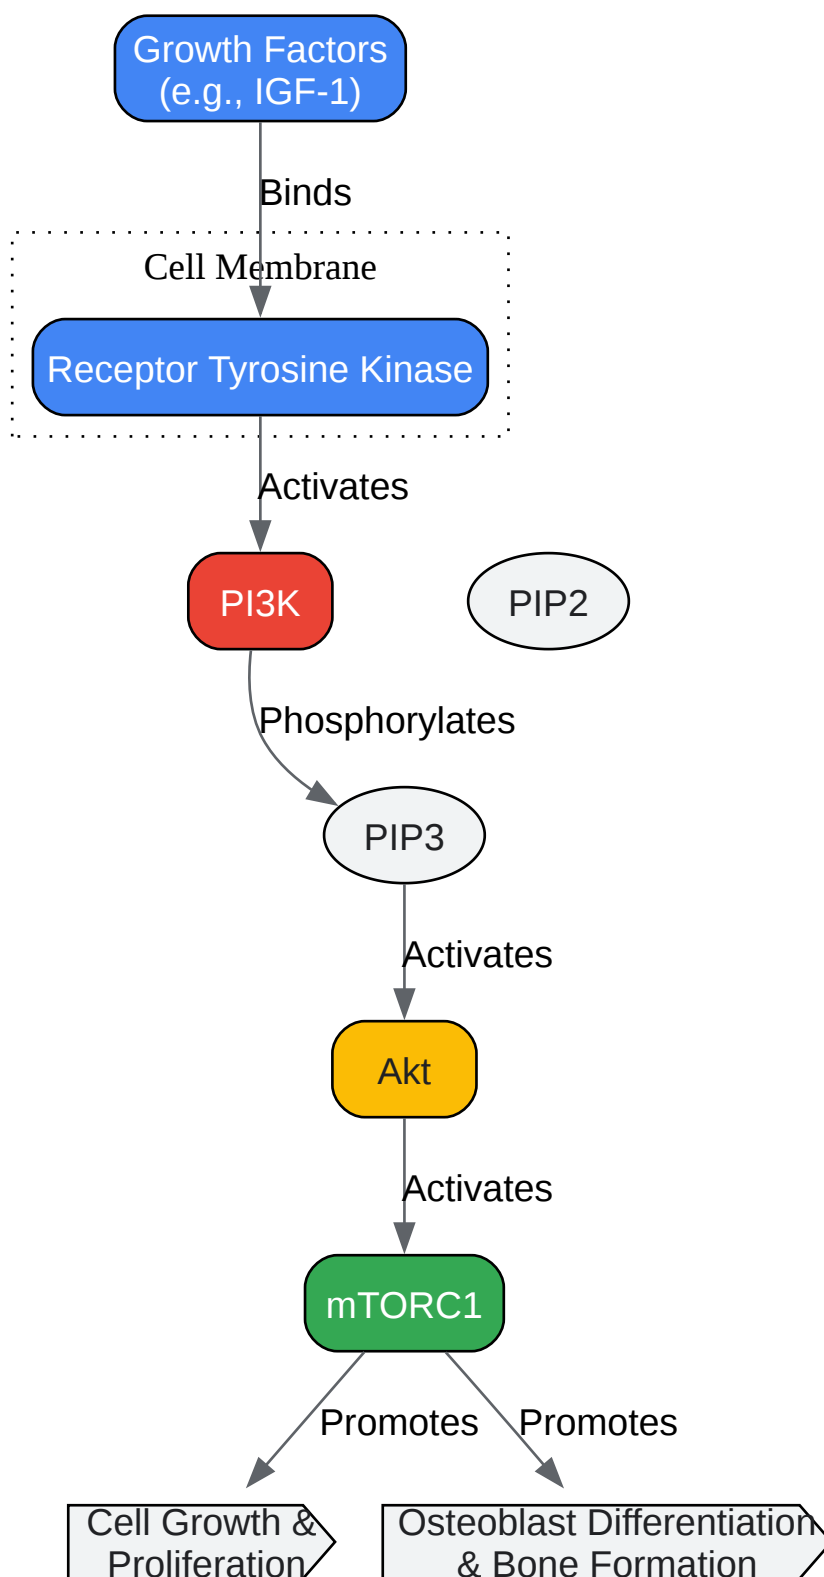 Growth Factors
(e.g., IGF-1)
Binds
Cell Membrane
Receptor Tyrosine Kinase
Activates
PI3K
PIP2
Phosphorylates
PIP3
Activates
Akt
Activates
mTORC1
Promotes
Promotes
Cell Growth &
Proliferation
Osteoblast Differentiation
& Bone Formation